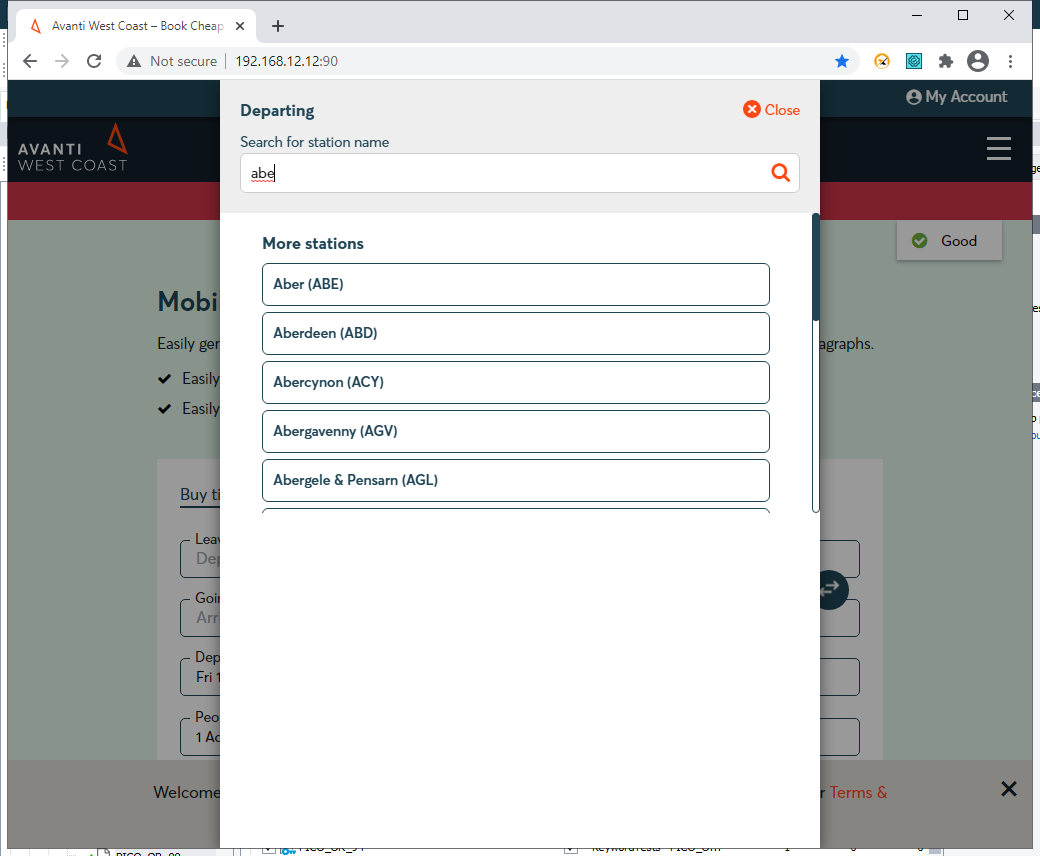 Avanti West Coast – Book Cheap
Not secure
192.168.12.12:90
My Account
Departing
Close
Search for station name
abe
AVANTI
WEST COAST
Good
More stations
Aber (ABE)
Aberdeen (ABD)
Abercynon (ACY)
Abergavenny (AGV)
Abergele & Pensarn (AGL)
Mobi
Easily ger
agraphs.
Easily
Easily
Buy ti
Leav
Dep
Goin
Arr
Dep
Fri 1
Peo
1 Ad
Welcome
r Terms &